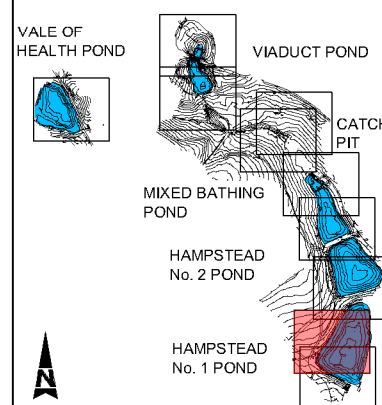 VALE OF
HEALTH POND
VIADUCT POND
CATCH
PIT
MIXED BATHING
POND
HAMPSTEAD
No. 2 POND
HAMPSTEAD
No. 1 POND
N